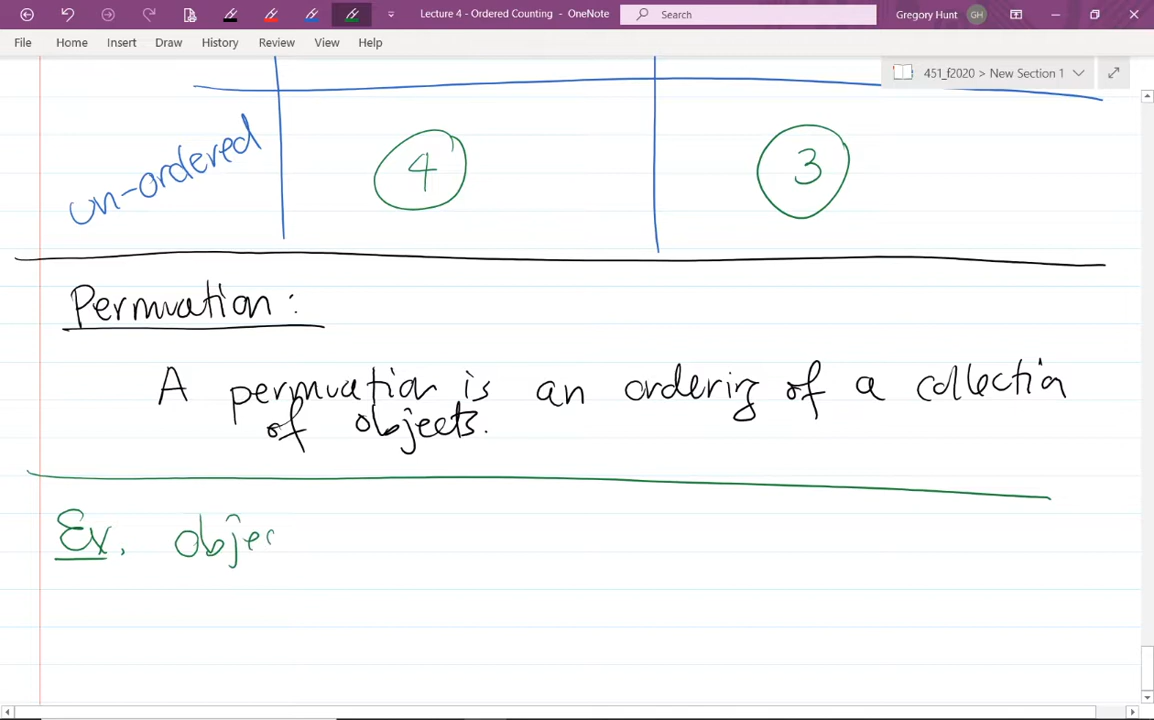 Lecture 4 - Ordered Counting - OneNote
Search
Gregory Hunt
GH
File Home Insert Draw History Review View Help
451_f2020 > New Section 1
un-ordered
4
3
Permuation:
A permuation is an ordering of a collection
of objects.
Ex. objec